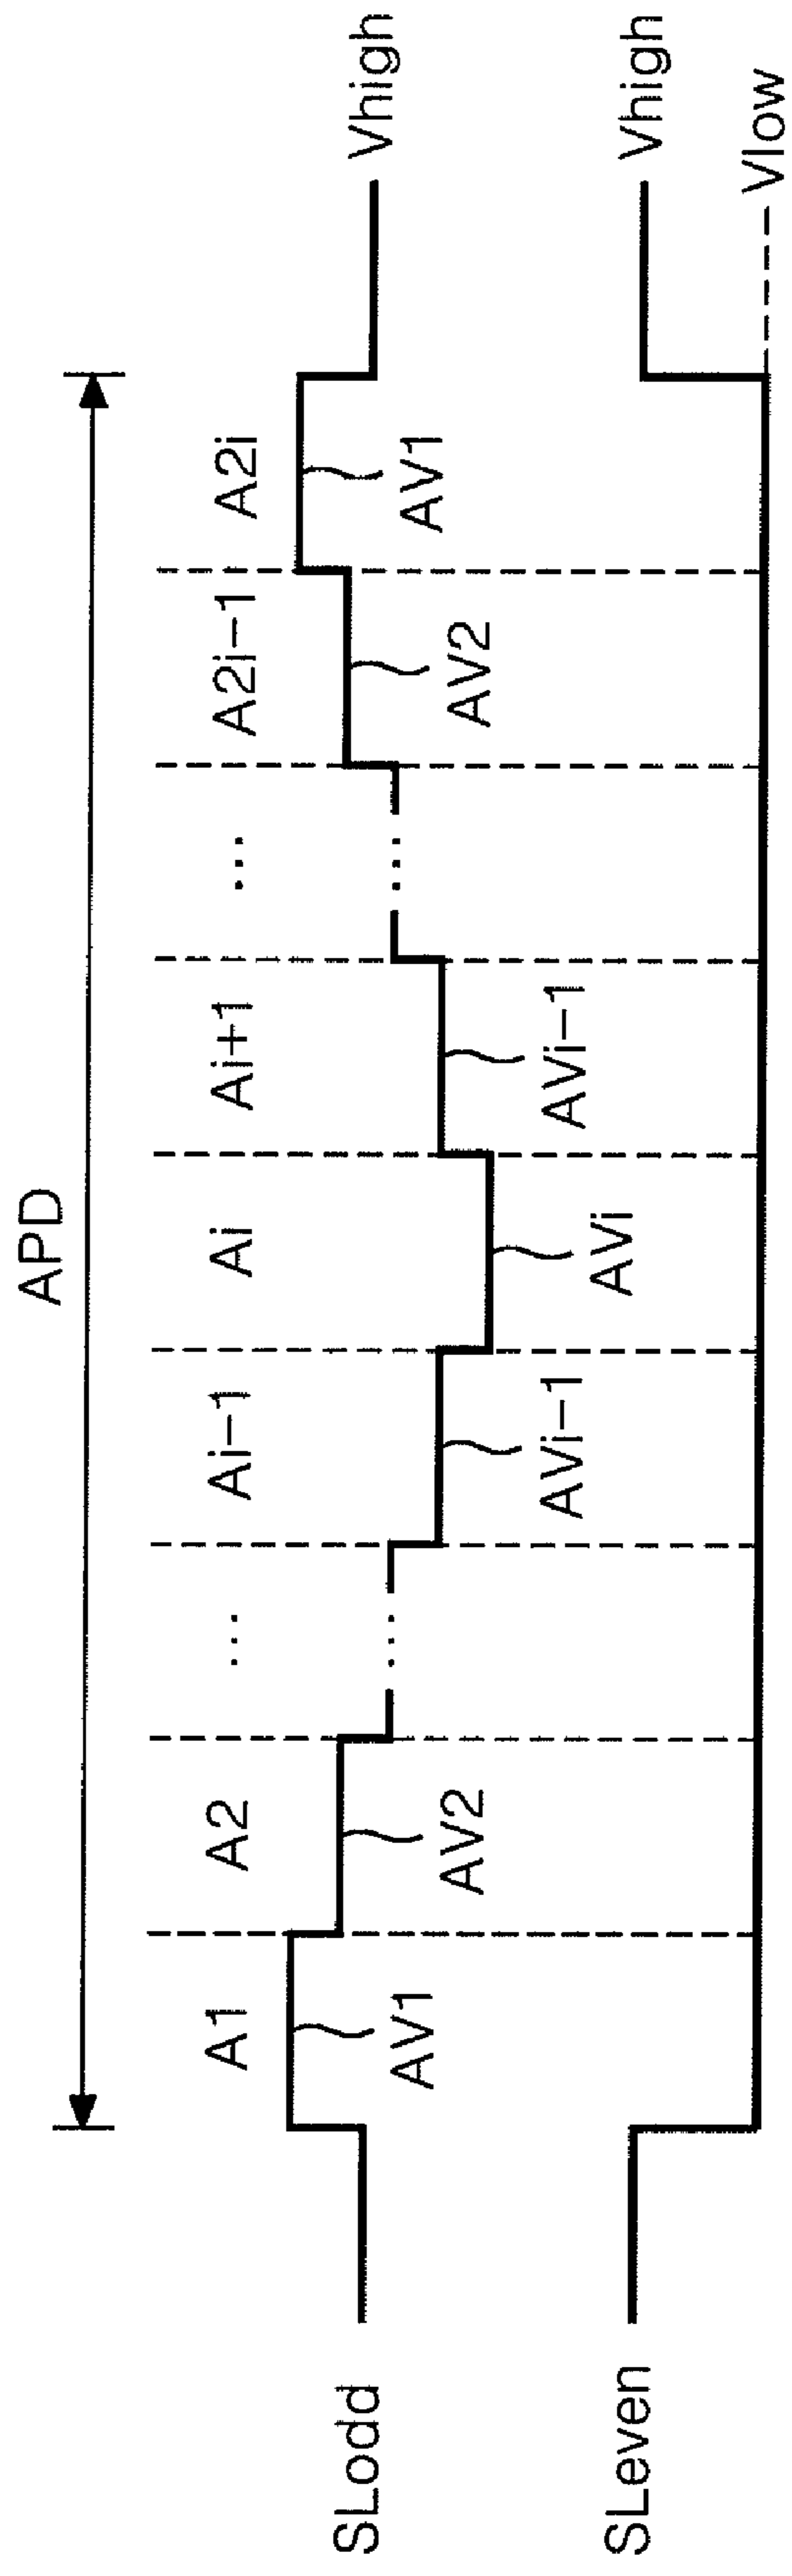 APD
A1 A2 ... Ai−1 Ai Ai+1 ... A2i−1 A2i
SLodd AV1 AV2 ... AVi−1 AVi AVi−1 ... AV2 AV1 Vhigh
SLeven Vhigh
Vlow